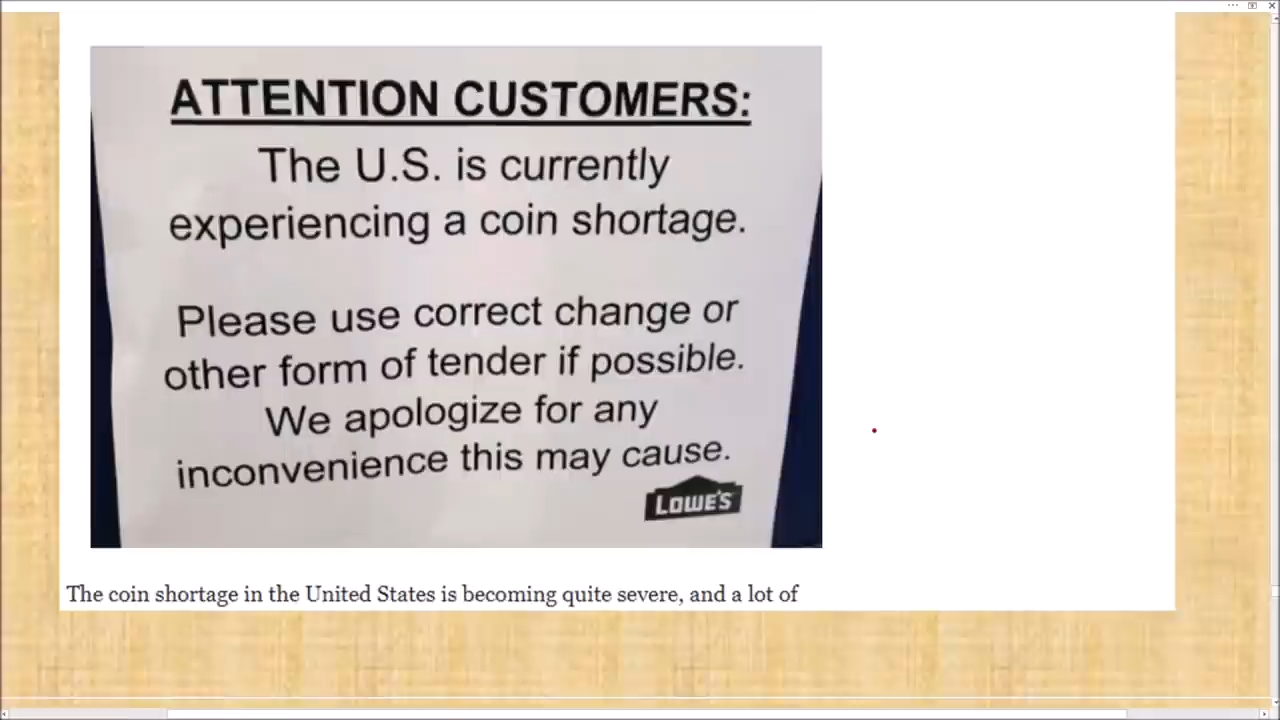 ATTENTION CUSTOMERS:
The U.S. is currently
experiencing a coin shortage.
Please use correct change or
other form of tender if possible.
We apologize for any
inconvenience this may cause.
LOWE'S
The coin shortage in the United States is becoming quite severe, and a lot of